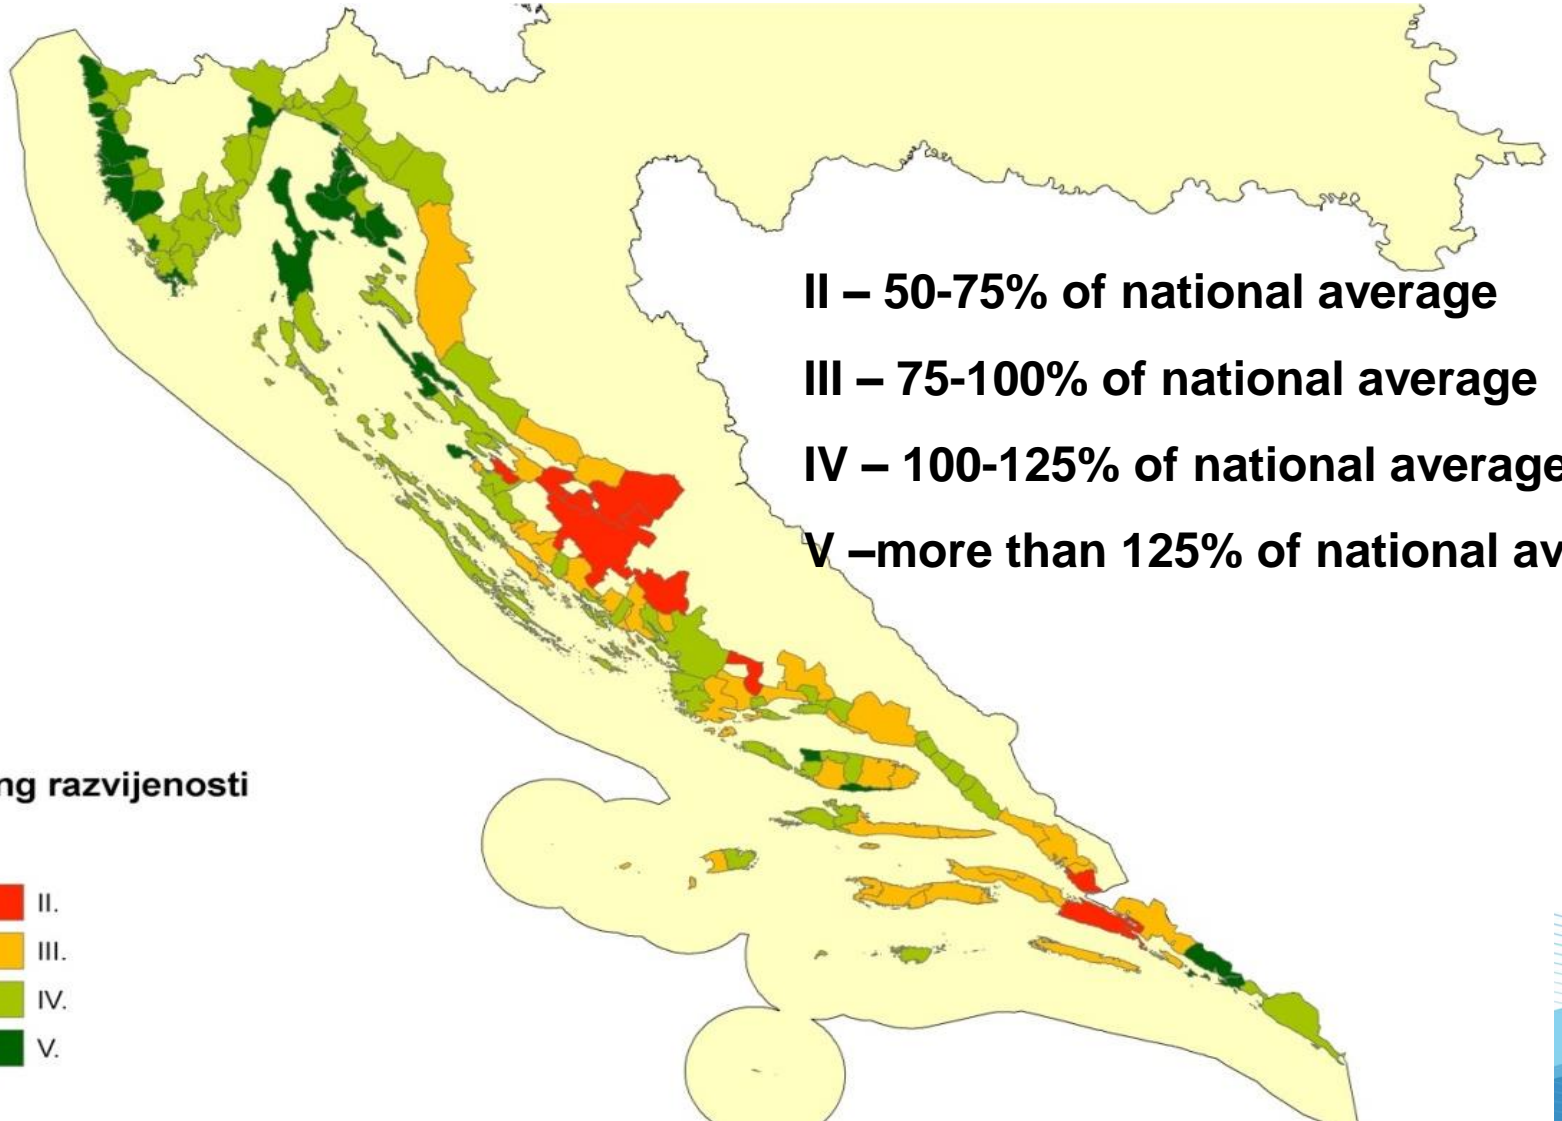 II – 50-75% of national average
III – 75-100% of national average
IV – 100-125% of national average
V –more than 125% of national av
ng razvijenosti
II.
III.
IV.
V.